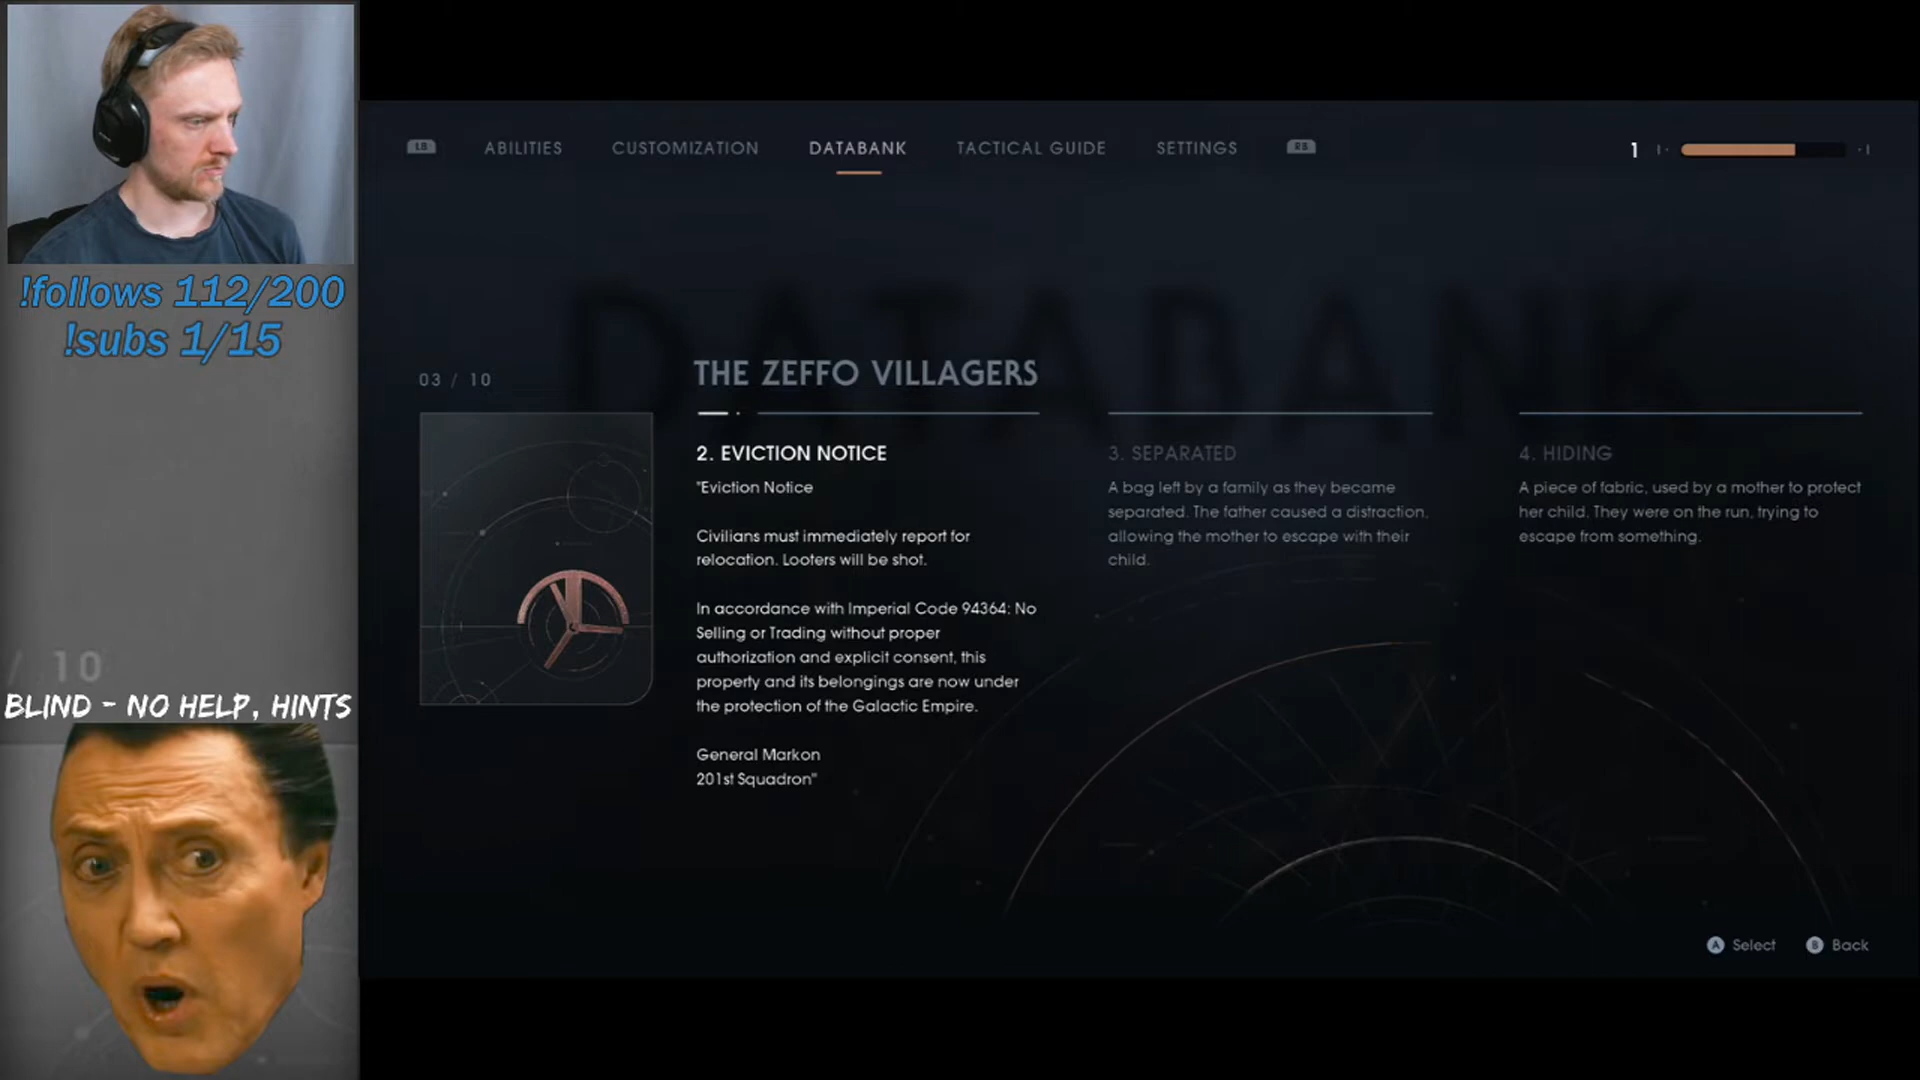 !follows 112/200
!subs 1/15
/ 10
BLIND - NO HELP, HINTS
LB
ABILITIES
CUSTOMIZATION
DATABANK
TACTICAL GUIDE
SETTINGS
RB
1
DATABANK
03 / 10
THE ZEFFO VILLAGERS
2. EVICTION NOTICE
"Eviction Notice
Civilians must immediately report for
relocation. Looters will be shot.
In accordance with Imperial Code 94364: No
Selling or Trading without proper
authorization and explicit consent, this
property and its belongings are now under
the protection of the Galactic Empire.
General Markon
201st Squadron"
3. SEPARATED
A bag left by a family as they became
separated. The father caused a distraction,
allowing the mother to escape with their
child.
4. HIDING
A piece of fabric, used by a mother to protect
her child. They were on the run, trying to
escape from something.
A Select
B Back